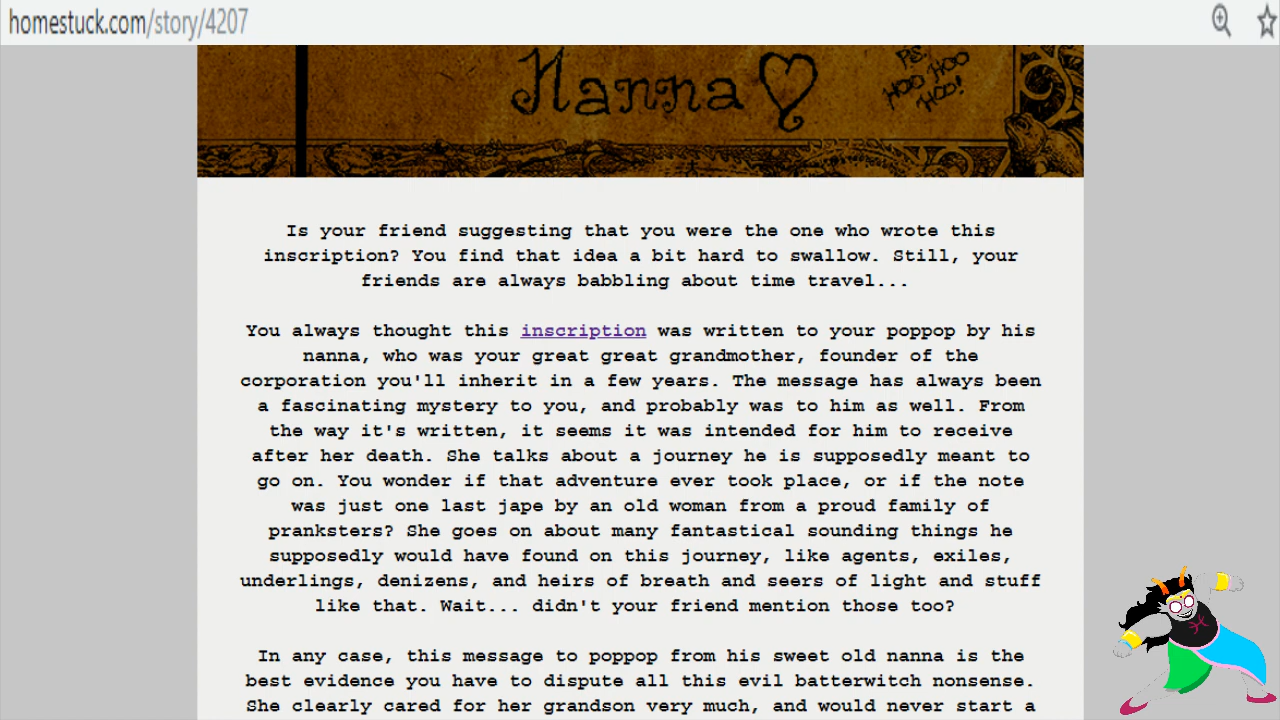 homestuck.com/story/4207
Nanna
PS:
HOO HOO
HOO!
Is your friend suggesting that you were the one who wrote this
inscription? You find that idea a bit hard to swallow. Still, your
friends are always babbling about time travel...
You always thought this inscription was written to your poppop by his
nanna, who was your great great grandmother, founder of the
corporation you'll inherit in a few years. The message has always been
a fascinating mystery to you, and probably was to him as well. From
the way it's written, it seems it was intended for him to receive
after her death. She talks about a journey he is supposedly meant to
go on. You wonder if that adventure ever took place, or if the note
was just one last jape by an old woman from a proud family of
pranksters? She goes on about many fantastical sounding things he
supposedly would have found on this journey, like agents, exiles,
underlings, denizens, and heirs of breath and seers of light and stuff
like that. Wait... didn't your friend mention those too?
In any case, this message to poppop from his sweet old nanna is the
best evidence you have to dispute all this evil batterwitch nonsense.
She clearly cared for her grandson very much, and would never start a